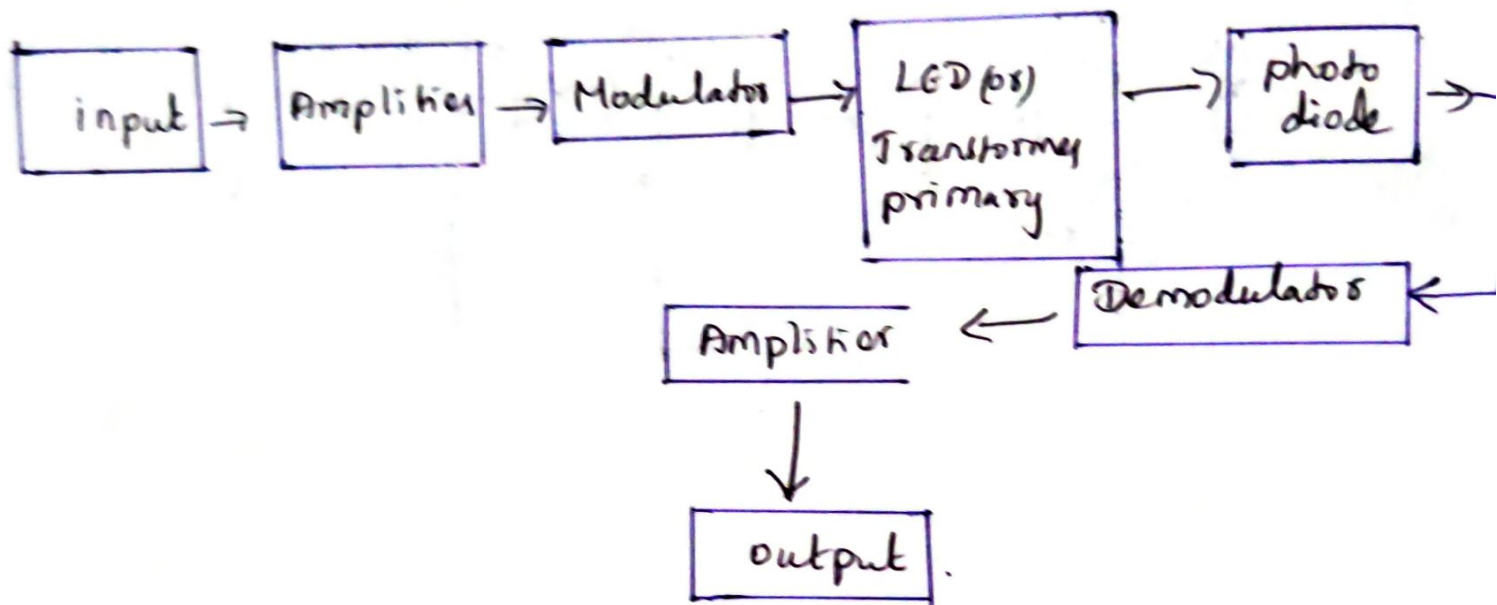 input
Amplifier
Modulator
LED (or)
Transformer
primary
photo
diode
Demodulator
Amplifier
output.